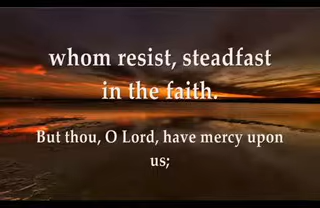 whom resist, steadfast
in the faith.
But thou, O Lord, have mercy upon
us;